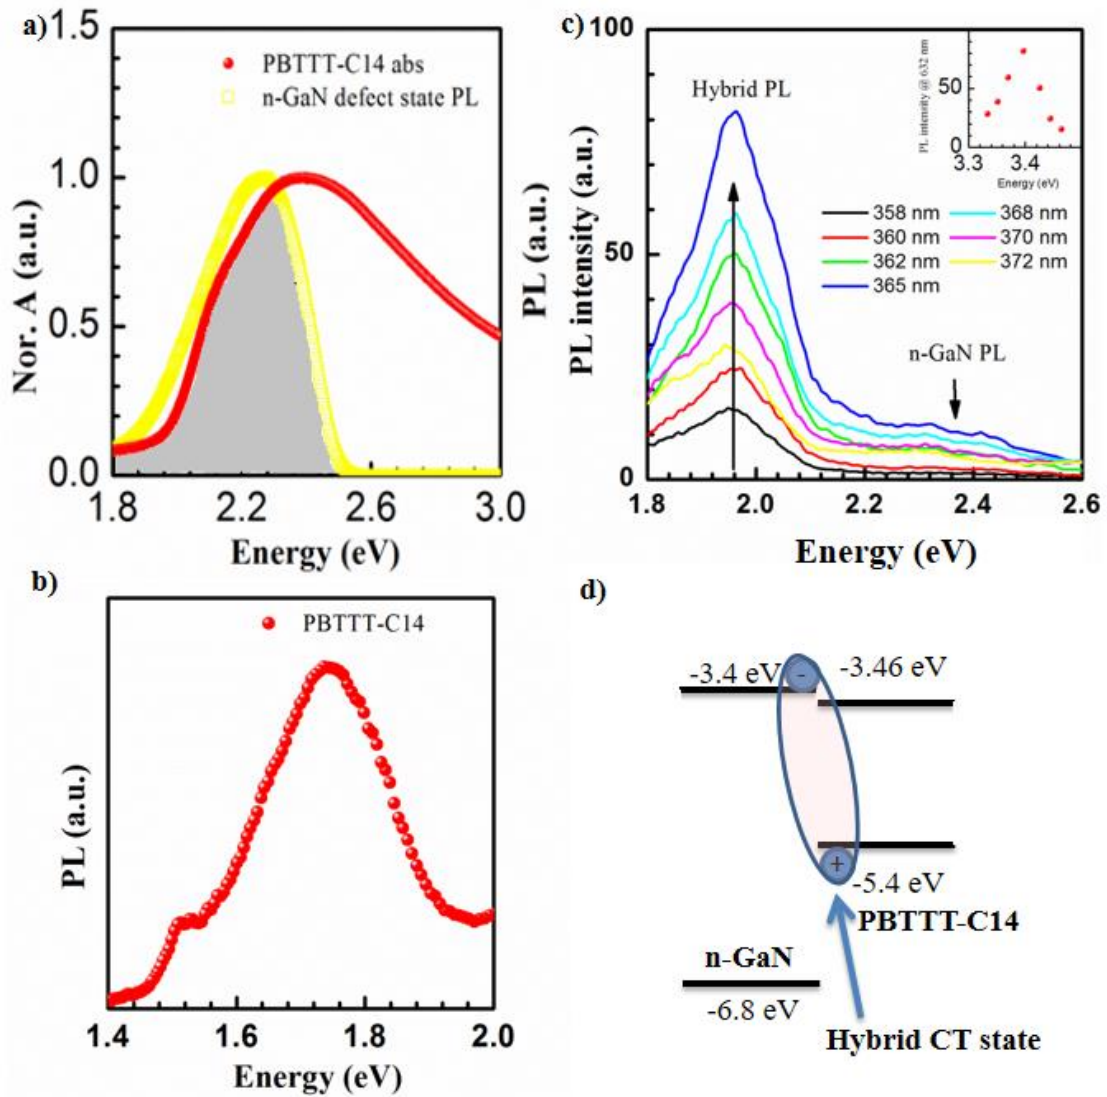 a)
1.5
PBTTT-C14 abs
n-GaN defect state PL
1.0
0.5
0.0
Nor. A (a.u.)
PL (a.u.)
1.8 2.2 2.6 3.0
Energy (eV)
b)
PBTTT-C14
PL (a.u.)
1.4 1.6 1.8 2.0
Energy (eV)
c)
100
50
0
PL intensity (a.u.)
Hybrid PL
PL intensity @ 632 nm
50
0
3.3 3.4
Energy (eV)
358 nm 368 nm
360 nm 370 nm
362 nm 372 nm
365 nm
n-GaN PL
1.8 2.0 2.2 2.4 2.6
Energy (eV)
d)
-3.4 eV - -3.46 eV
+ -5.4 eV
PBTTT-C14
n-GaN
-6.8 eV
Hybrid CT state